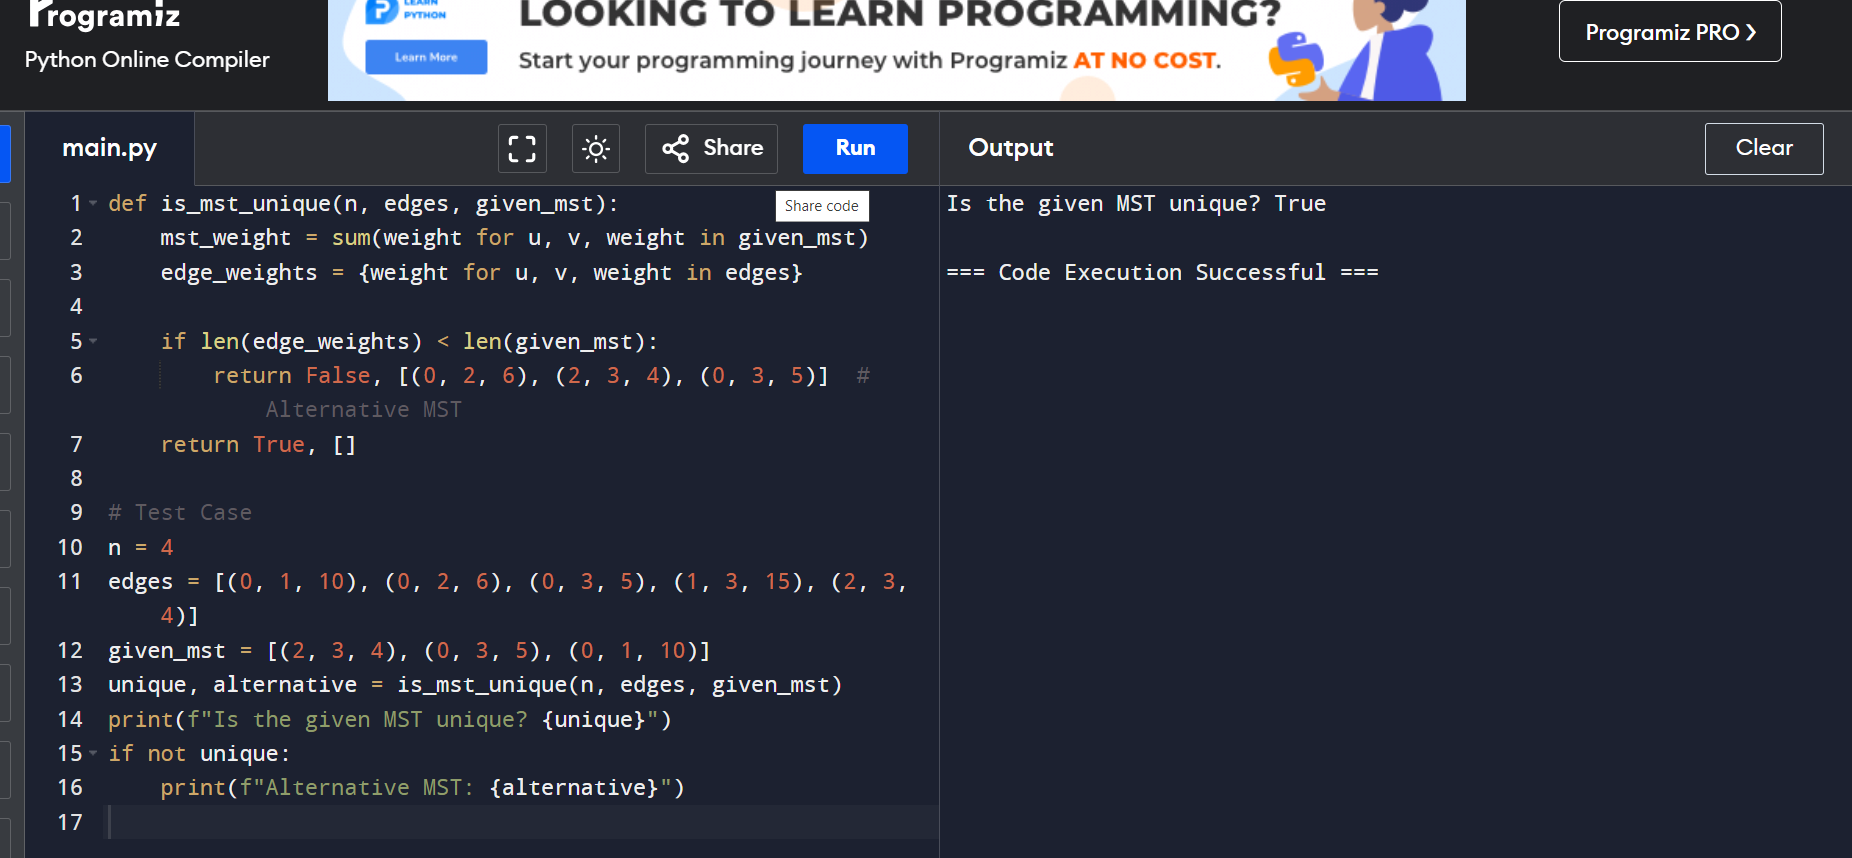 Programiz
Python Online Compiler
LEARN
PYTHON
Learn More
LOOKING TO LEARN PROGRAMMING?
Start your programming journey with Programiz AT NO COST.
Programiz PRO ❯
main.py
Share
Run
Output
Clear
Share code
1 def is_mst_unique(n, edges, given_mst):
2     mst_weight = sum(weight for u, v, weight in given_mst)
3     edge_weights = {weight for u, v, weight in edges}
4
5     if len(edge_weights) < len(given_mst):
6         return False, [(0, 2, 6), (2, 3, 4), (0, 3, 5)]  #
            Alternative MST
7     return True, []
8
9 # Test Case
10 n = 4
11 edges = [(0, 1, 10), (0, 2, 6), (0, 3, 5), (1, 3, 15), (2, 3,
    4)]
12 given_mst = [(2, 3, 4), (0, 3, 5), (0, 1, 10)]
13 unique, alternative = is_mst_unique(n, edges, given_mst)
14 print(f"Is the given MST unique? {unique}")
15 if not unique:
16     print(f"Alternative MST: {alternative}")
17
Is the given MST unique? True
=== Code Execution Successful ===